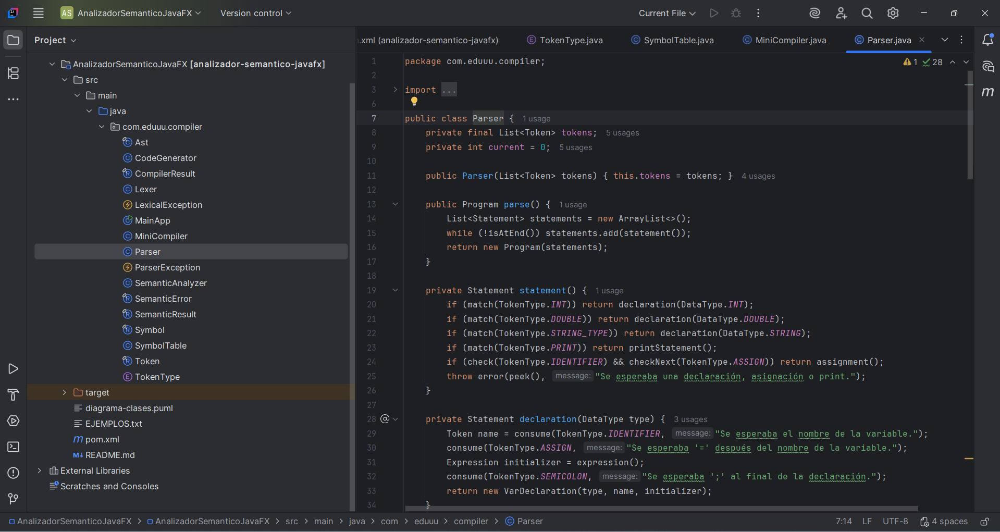 AS AnalizadorSemanticoJavaFX Version control Current File
Project
.xml (analizador-semantico-javafx) TokenType.java SymbolTable.java MiniCompiler.java Parser.java
AnalizadorSemanticoJavaFX [analizador-semantico-javafx]
src
main
java
com.eduuu.compiler
Ast
CodeGenerator
CompilerResult
Lexer
LexicalException
MainApp
MiniCompiler
Parser
ParserException
SemanticAnalyzer
SemanticError
SemanticResult
Symbol
SymbolTable
Token
TokenType
target
diagrama-clases.puml
EJEMPLOS.txt
pom.xml
README.md
External Libraries
Scratches and Consoles
1 package com.eduuu.compiler;
1 28
2
3 import ...
6
7 public class Parser { 1 usage
8 private final List<Token> tokens; 5 usages
9 private int current = 0; 5 usages
10
11 public Parser(List<Token> tokens) { this.tokens = tokens; } 4 usages
12
13 public Program parse() { 1 usage
14 List<Statement> statements = new ArrayList<>();
15 while (!isAtEnd()) statements.add(statement());
16 return new Program(statements);
17 }
18
19 private Statement statement() { 1 usage
20 if (match(TokenType.INT)) return declaration(DataType.INT);
21 if (match(TokenType.DOUBLE)) return declaration(DataType.DOUBLE);
22 if (match(TokenType.STRING_TYPE)) return declaration(DataType.STRING);
23 if (match(TokenType.PRINT)) return printStatement();
24 if (check(TokenType.IDENTIFIER) && checkNext(TokenType.ASSIGN)) return assignment();
25 throw error(peek(), message: "Se esperaba una declaración, asignación o print.");
26 }
27
28 private Statement declaration(DataType type) { 3 usages
29 Token name = consume(TokenType.IDENTIFIER, message: "Se esperaba el nombre de la variable.");
30 consume(TokenType.ASSIGN, message: "Se esperaba '=' después del nombre de la variable.");
31 Expression initializer = expression();
32 consume(TokenType.SEMICOLON, message: "Se esperaba ';' al final de la declaración.");
33 return new VarDeclaration(type, name, initializer);
34 }
AnalizadorSemanticoJavaFX > AnalizadorSemanticoJavaFX > src > main > java > com > eduuu > compiler > Parser
7:14 LF UTF-8 4 spaces